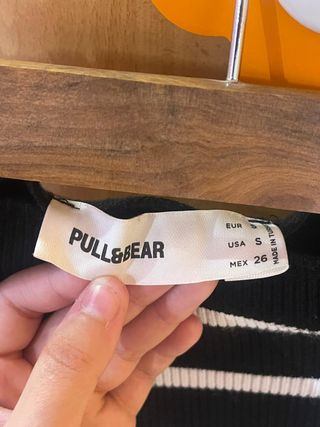 PULL&BEAR
EUR S
USA S
MEX 26
MADE IN